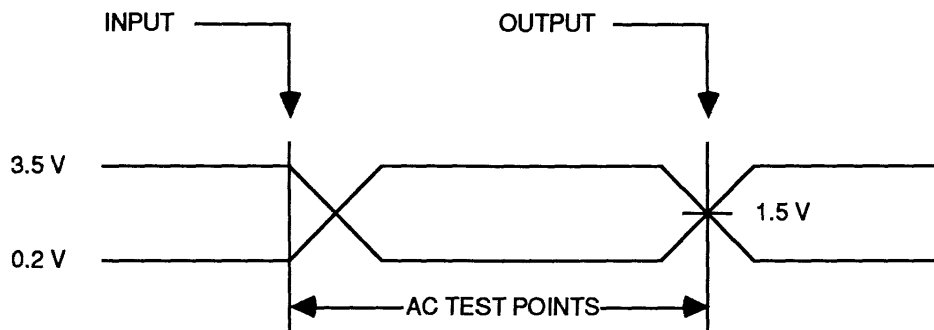 INPUT
OUTPUT
3.5 V
1.5 V
0.2 V
AC TEST POINTS